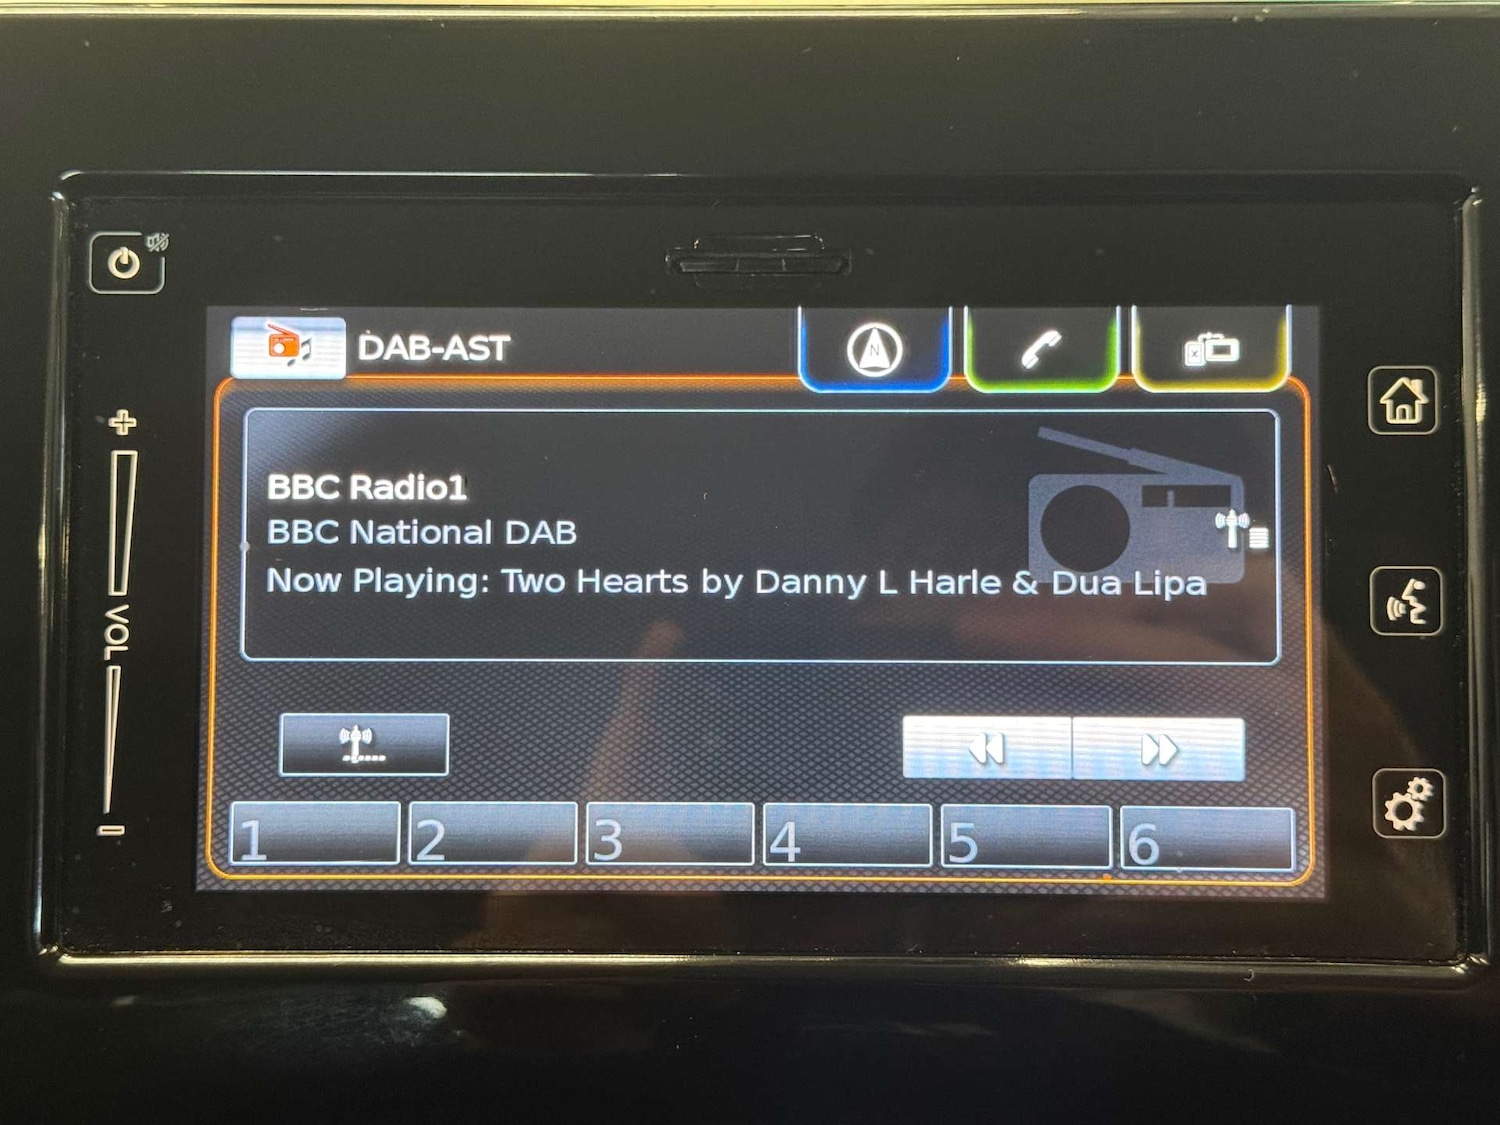 DAB-AST
N
BBC Radio1
BBC National DAB
Now Playing: Two Hearts by Danny L Harle & Dua Lipa
VOL
1 2 3 4 5 6